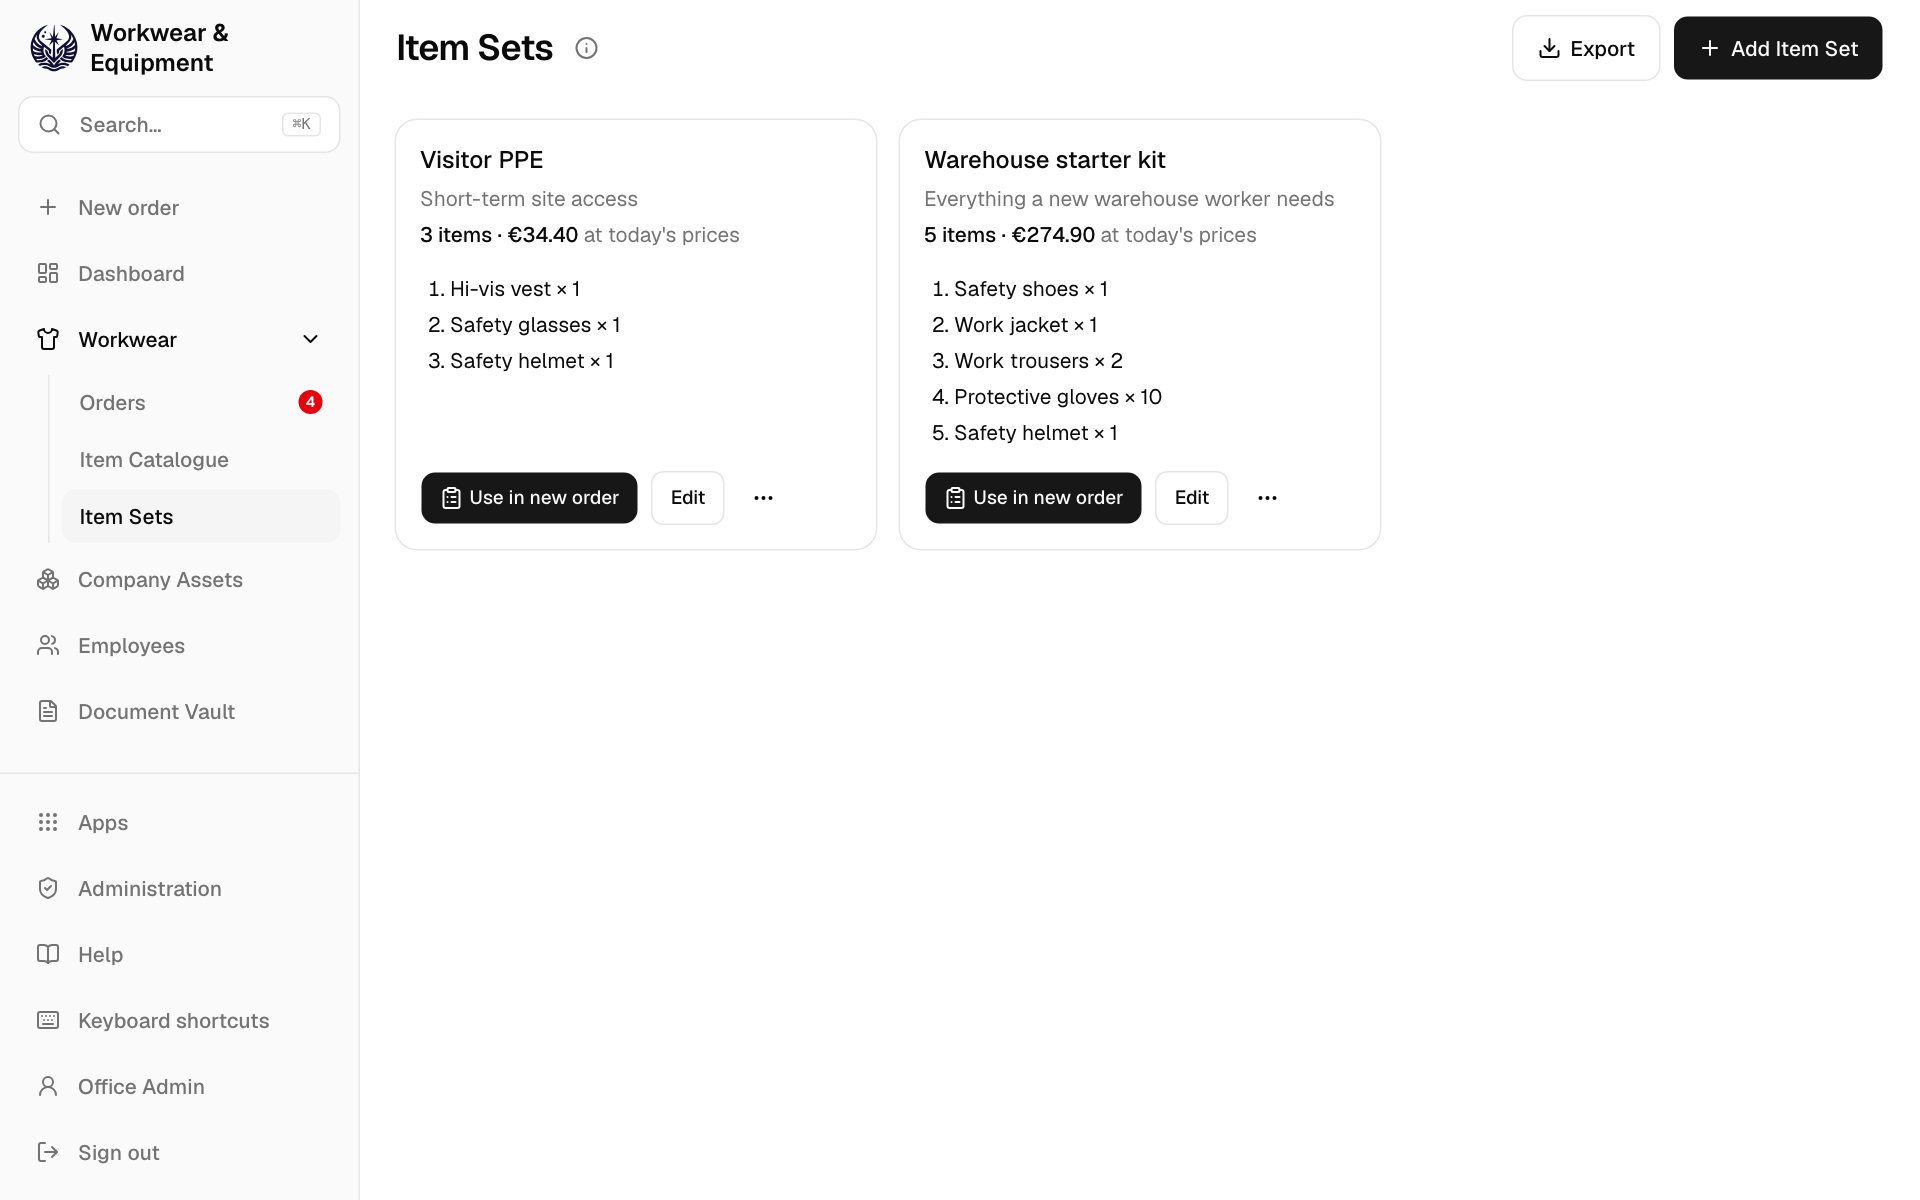 Workwear &
Equipment
Search...
⌘K
New order
Dashboard
Workwear
Orders
4
Item Catalogue
Item Sets
Company Assets
Employees
Document Vault
Apps
Administration
Help
Keyboard shortcuts
Office Admin
Sign out
Item Sets
Export
Add Item Set
Visitor PPE
Short-term site access
3 items · €34.40 at today's prices
1. Hi-vis vest × 1
2. Safety glasses × 1
3. Safety helmet × 1
Use in new order
Edit
Warehouse starter kit
Everything a new warehouse worker needs
5 items · €274.90 at today's prices
1. Safety shoes × 1
2. Work jacket × 1
3. Work trousers × 2
4. Protective gloves × 10
5. Safety helmet × 1
Use in new order
Edit